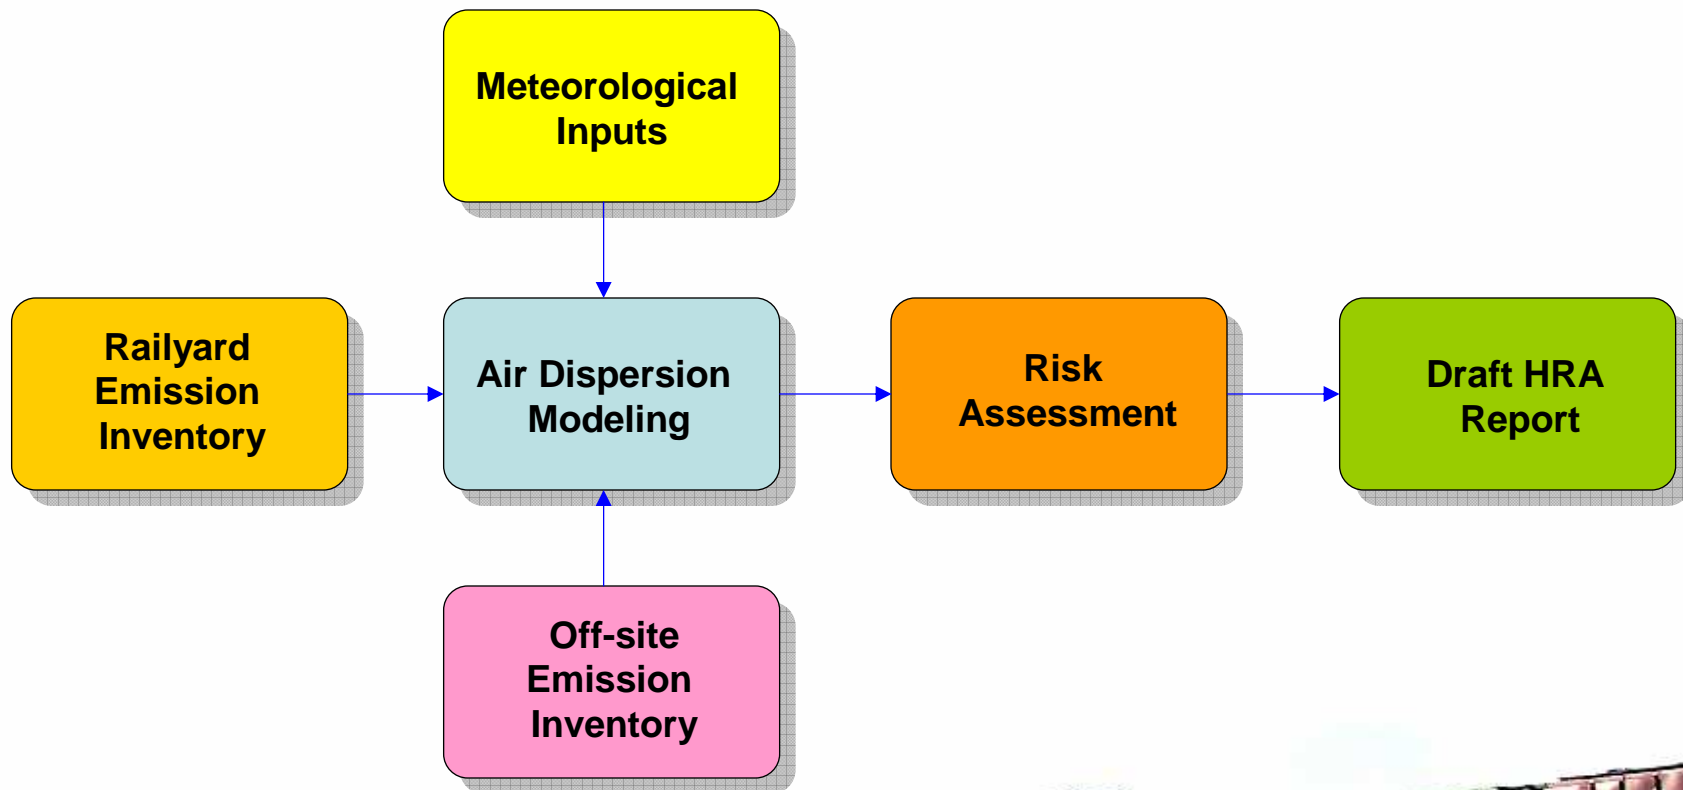 Meteorological
Inputs
Railyard
Emission
Inventory
Air Dispersion
Modeling
Risk
Assessment
Draft HRA
Report
Off-site
Emission
Inventory